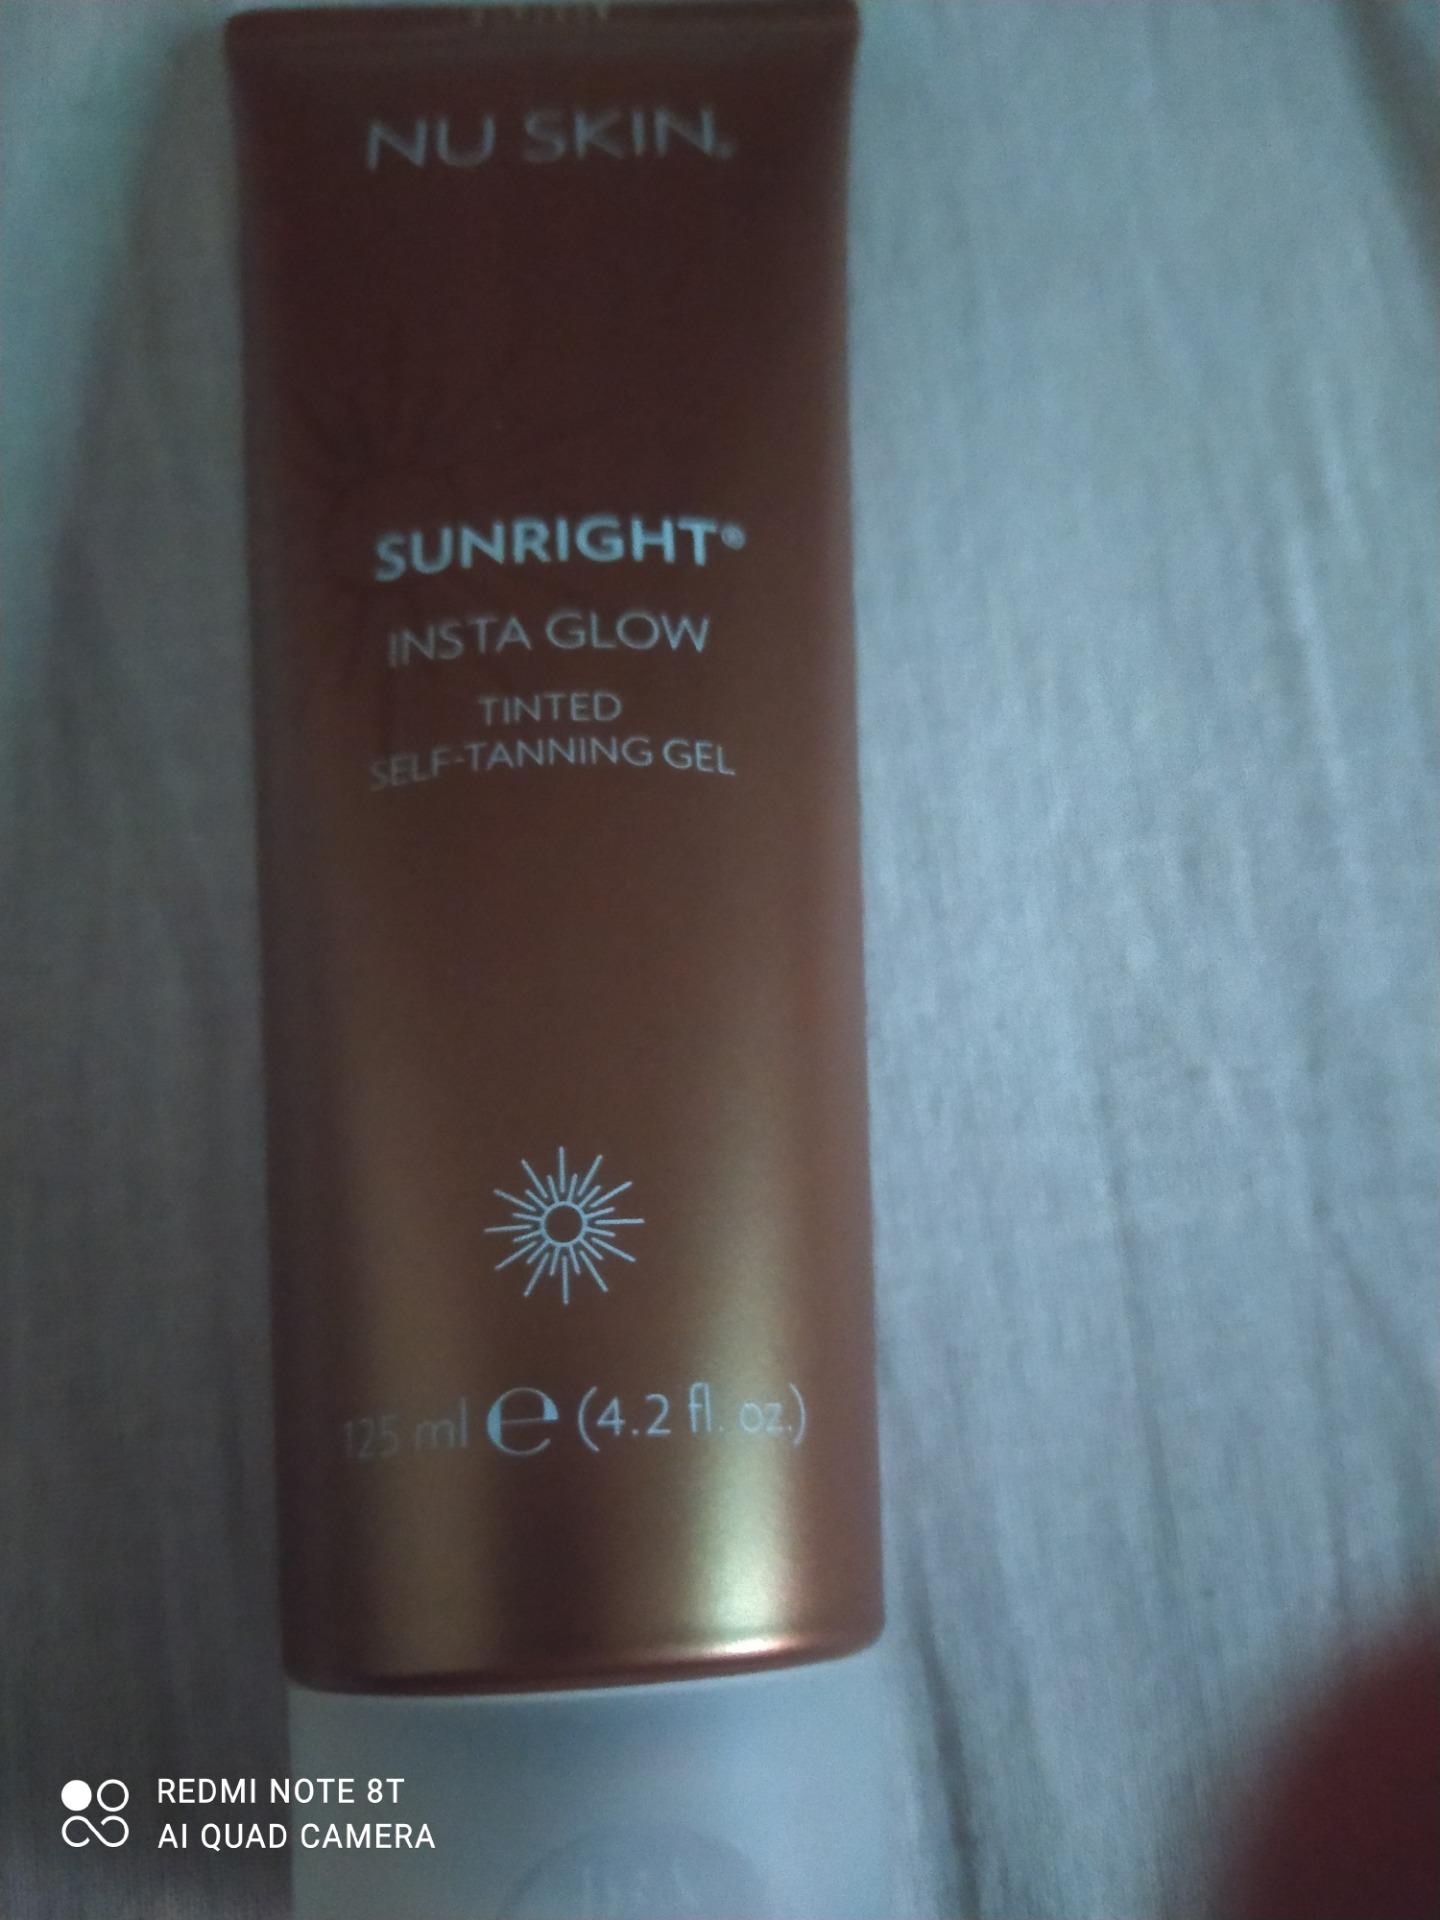 NU SKIN®
SUNRIGHT®
INSTA GLOW
TINTED
SELF-TANNING GEL
125 ml e (4.2 fl. oz.)
REDMI NOTE 8T
AI QUAD CAMERA